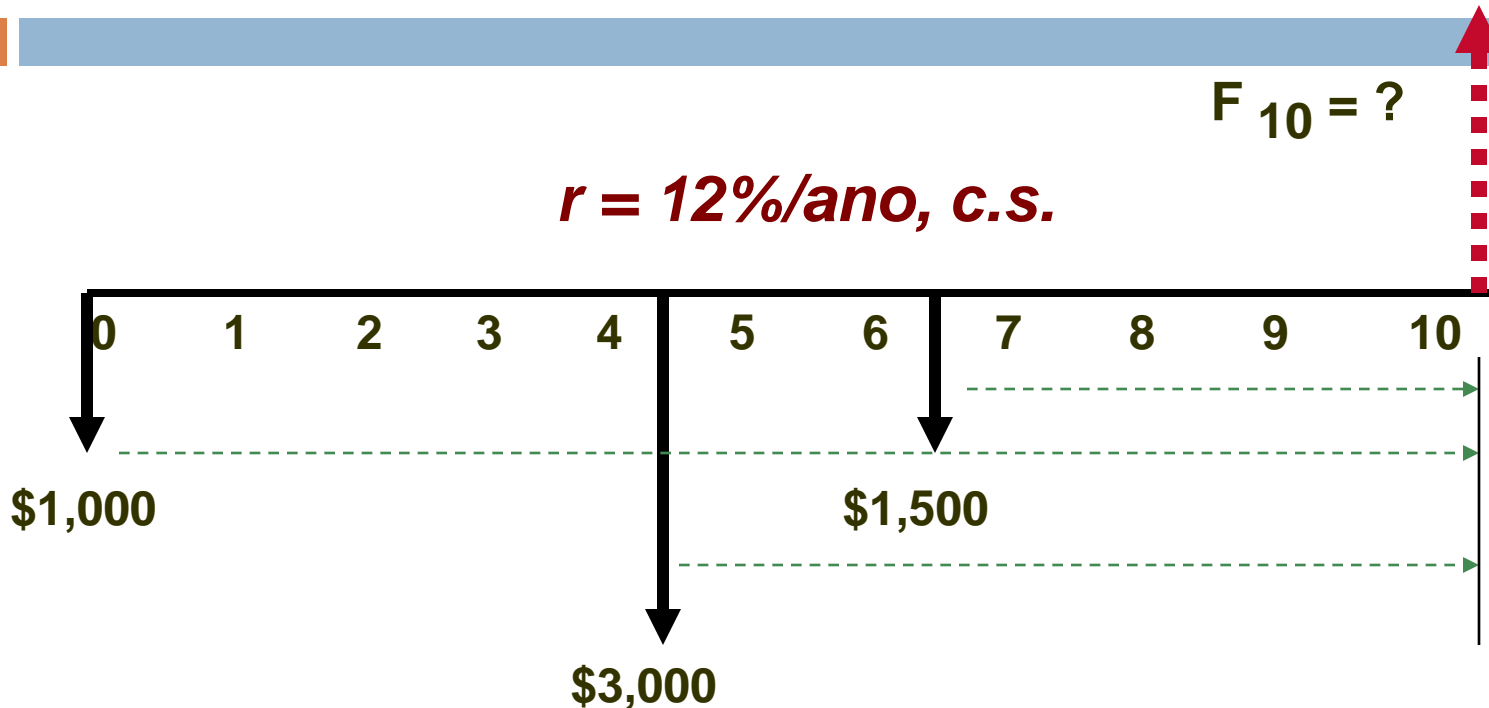 F 10 = ?
r = 12%/ano, c.s.
0 1 2 3 4 5 6 7 8 9 10
$1,000 $1,500
$3,000